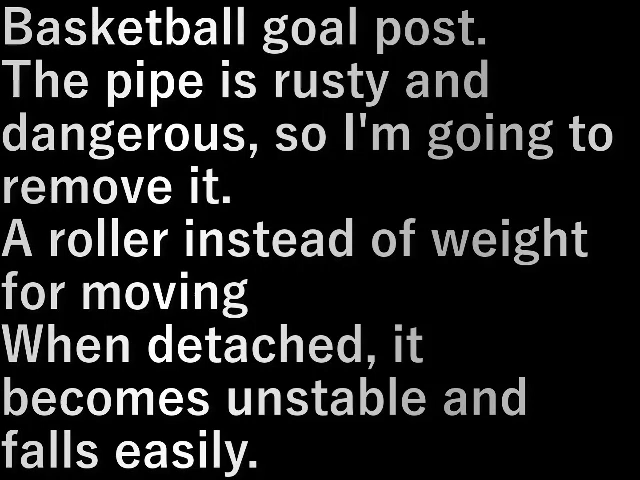 Basketball goal post.
The pipe is rusty and
dangerous, so I'm going to
remove it.
A roller instead of weight
for moving
When detached, it
becomes unstable and
falls easily.